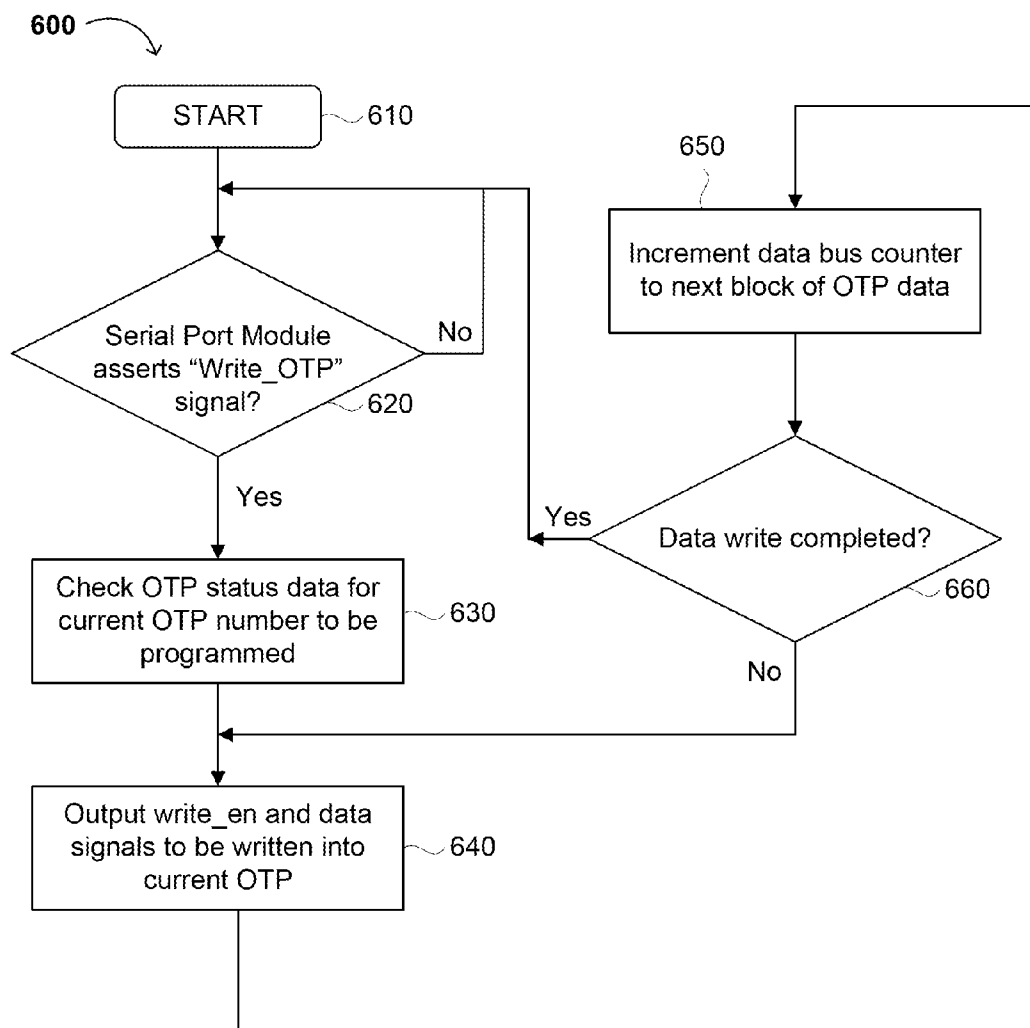 600
START
610
Serial Port Module
asserts “Write_OTP”
signal?
620
No
Yes
Check OTP status data for
current OTP number to be
programmed
630
Output write_en and data
signals to be written into
current OTP
640
650
Increment data bus counter
to next block of OTP data
Data write completed?
660
Yes
No